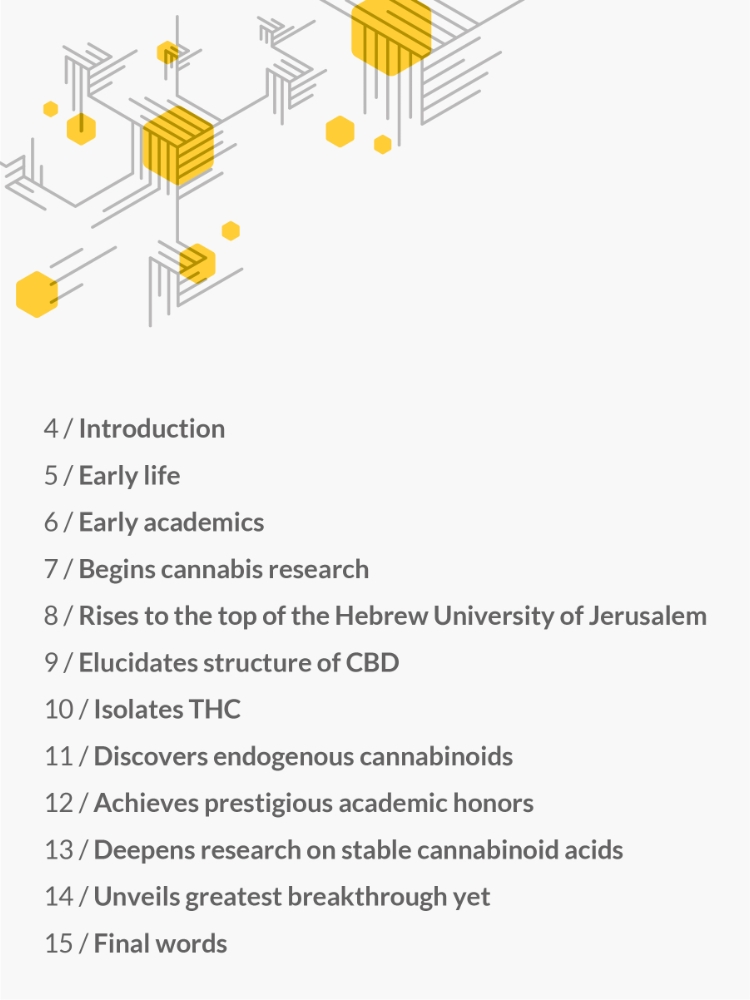 4 / Introduction
5 / Early life
6 / Early academics
7 / Begins cannabis research
8 / Rises to the top of the Hebrew University of Jerusalem
9 / Elucidates structure of CBD
10 / Isolates THC
11 / Discovers endogenous cannabinoids
12 / Achieves prestigious academic honors
13 / Deepens research on stable cannabinoid acids
14 / Unveils greatest breakthrough yet
15 / Final words